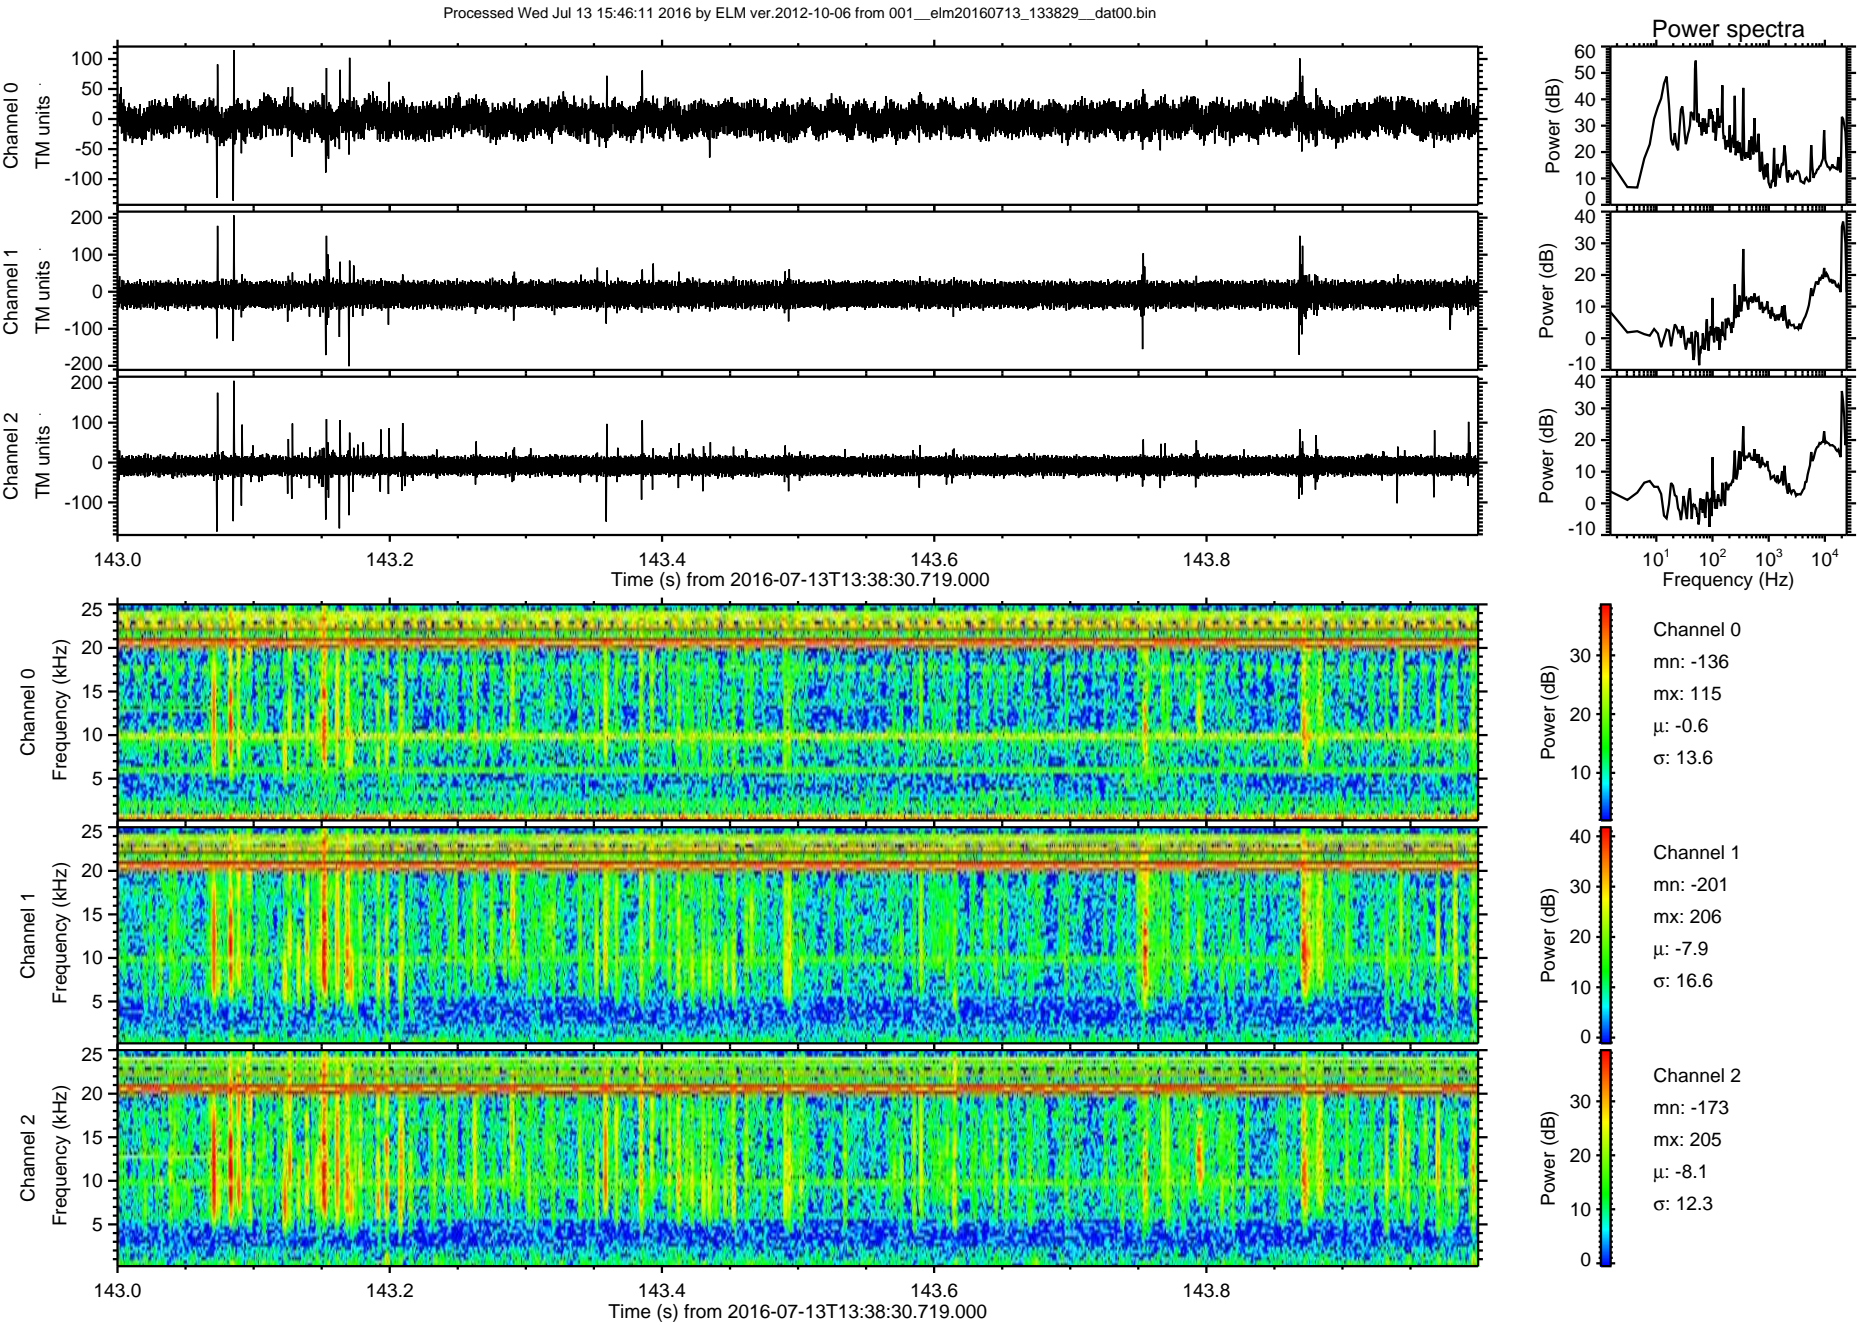 Processed Wed Jul 13 15:46:11 2016 by ELM ver.2012-10-06 from 001__elm20160713_133829__dat00.bin
Power spectra
Channel 0
TM units
100
50
0
-50
-100
Power (dB)
60
50
40
30
20
10
0
Channel 1
TM units
200
100
0
-100
-200
Power (dB)
40
30
20
10
0
-10
Channel 2
TM units
200
100
0
-100
Power (dB)
40
30
20
10
0
-10
143.0 143.2 143.4 143.6 143.8
Time (s) from 2016-07-13T13:38:30.719.000
10¹ 10² 10³ 10⁴
Frequency (Hz)
Channel 0
Frequency (kHz)
25
20
15
10
5
Power (dB)
30
20
10
Channel 0
mn: -136
mx: 115
µ: -0.6
σ: 13.6
Channel 1
Frequency (kHz)
25
20
15
10
5
Power (dB)
40
30
20
10
0
Channel 1
mn: -201
mx: 206
µ: -7.9
σ: 16.6
Channel 2
Frequency (kHz)
25
20
15
10
5
Power (dB)
30
20
10
0
Channel 2
mn: -173
mx: 205
µ: -8.1
σ: 12.3
143.0 143.2 143.4 143.6 143.8
Time (s) from 2016-07-13T13:38:30.719.000